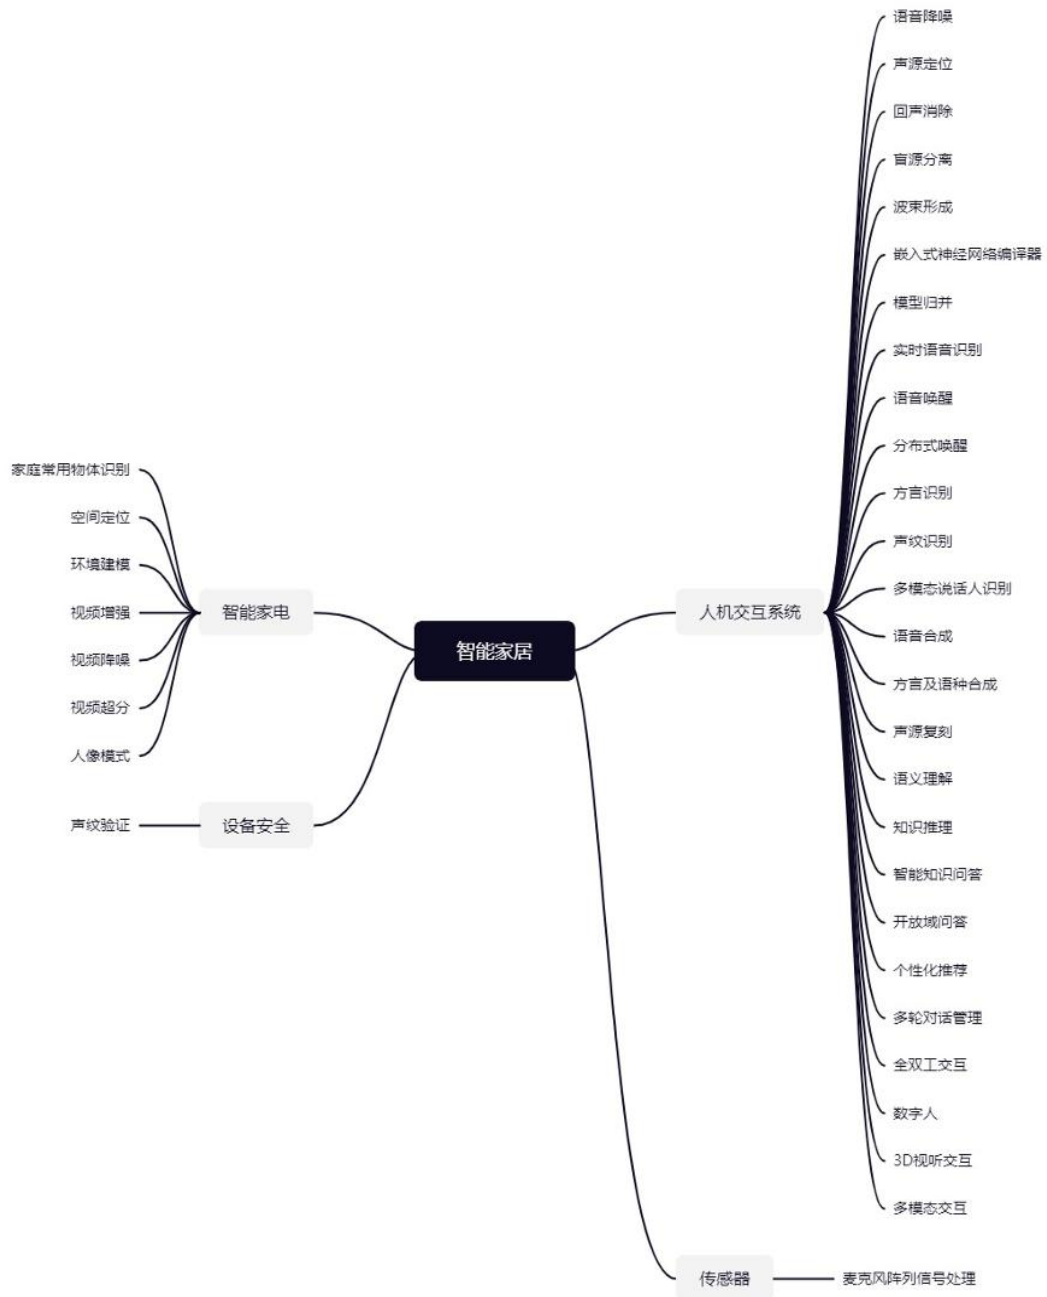 智能家居
人机交互系统
语音降噪
声源定位
回声消除
盲源分离
波束形成
嵌入式神经网络编译器
模型归并
实时语音识别
语音唤醒
分布式唤醒
方言识别
声纹识别
多模态说话人识别
语音合成
方言及语种合成
声源复刻
语义理解
知识推理
智能知识问答
开放域问答
个性化推荐
多轮对话管理
全双工交互
数字人
3D视听交互
多模态交互
传感器
麦克风阵列信号处理
智能家电
家庭常用物体识别
空间定位
环境建模
视频增强
视频降噪
视频超分
人像模式
设备安全
声纹验证